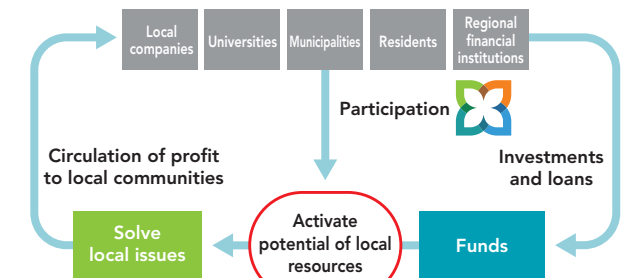 Local
companies
Universities
Municipalities
Residents
Regional
financial
institutions
Participation
Circulation of profit
to local communities
Investments
and loans
Solve
local issues
Activate
potential of local
resources
Funds